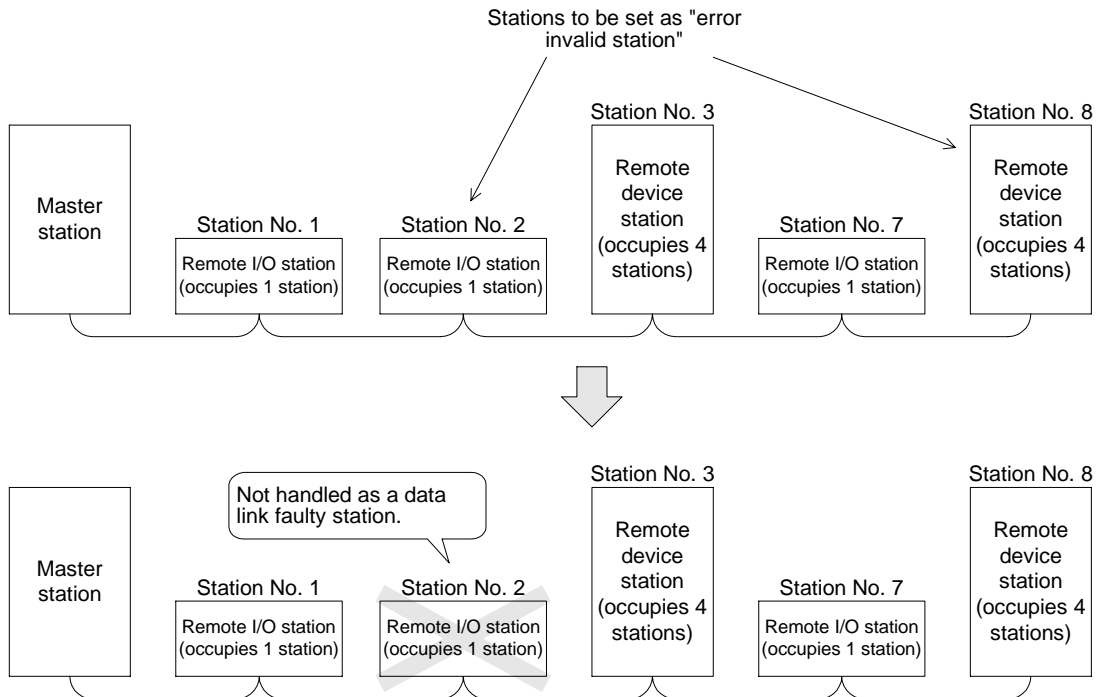 Stations to be set as "error
invalid station"
Station No. 3
Station No. 8
Master
station
Station No. 1
Remote I/O station
(occupies 1 station)
Station No. 2
Remote I/O station
(occupies 1 station)
Remote
device
station
(occupies 4
stations)
Station No. 7
Remote I/O station
(occupies 1 station)
Remote
device
station
(occupies 4
stations)
Not handled as a data
link faulty station.
Station No. 3
Station No. 8
Master
station
Station No. 1
Remote I/O station
(occupies 1 station)
Station No. 2
Remote I/O station
(occupies 1 station)
Remote
device
station
(occupies 4
stations)
Station No. 7
Remote I/O station
(occupies 1 station)
Remote
device
station
(occupies 4
stations)